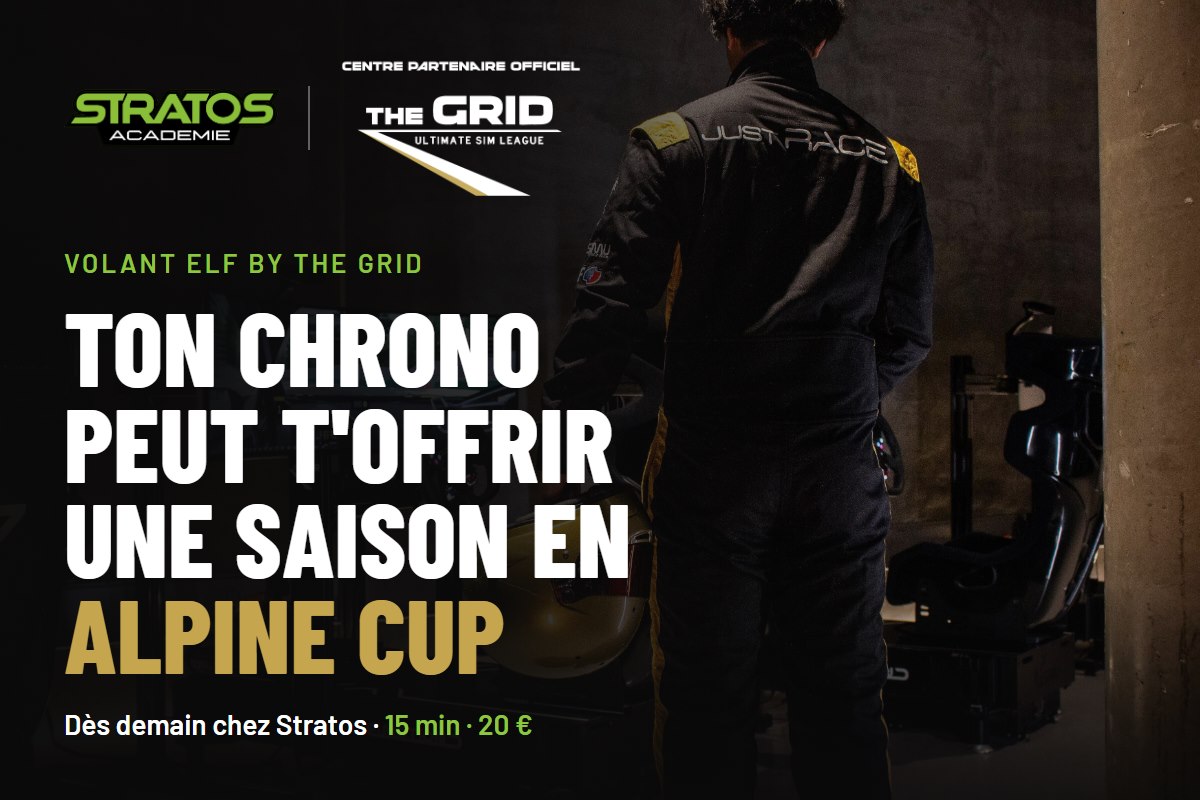 CENTRE PARTENAIRE OFFICIEL
STRATOS
ACADEMIE
THE GRID
ULTIMATE SIM LEAGUE
JUST RACE
VOLANT ELF BY THE GRID
TON CHRONO
PEUT T'OFFRIR
UNE SAISON EN
ALPINE CUP
Dès demain chez Stratos · 15 min · 20 €